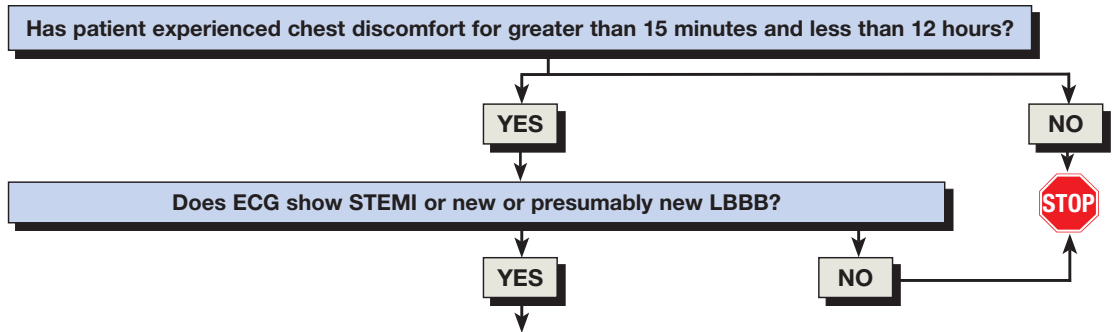 Has patient experienced chest discomfort for greater than 15 minutes and less than 12 hours?
YES
NO
Does ECG show STEMI or new or presumably new LBBB?
STOP
YES
NO